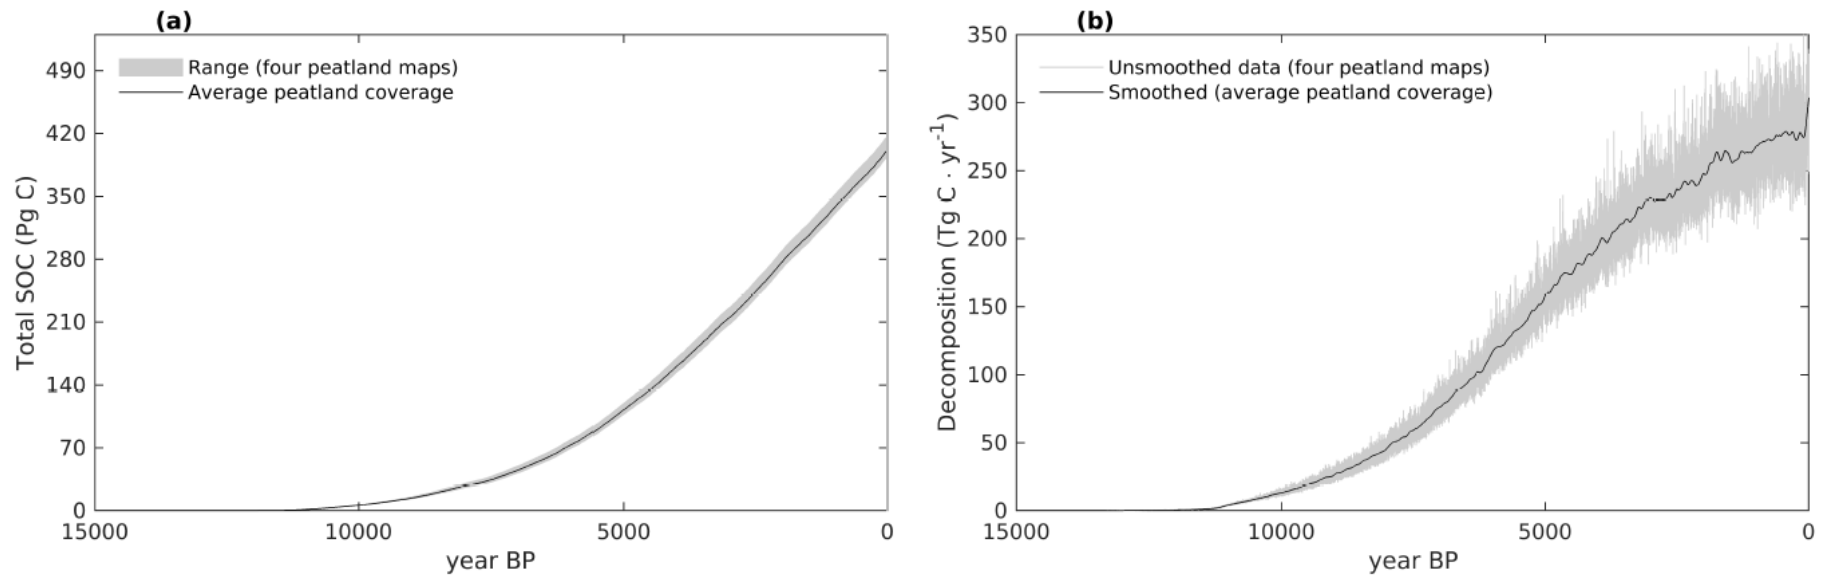 (a)
Range (four peatland maps)
Average peatland coverage
Total SOC (Pg C)
490
420
350
280
210
140
70
0
15000
10000
5000
0
year BP
(b)
Unsmoothed data (four peatland maps)
Smoothed (average peatland coverage)
Decomposition (Tg C · yr⁻¹)
350
300
250
200
150
100
50
0
15000
10000
5000
0
year BP